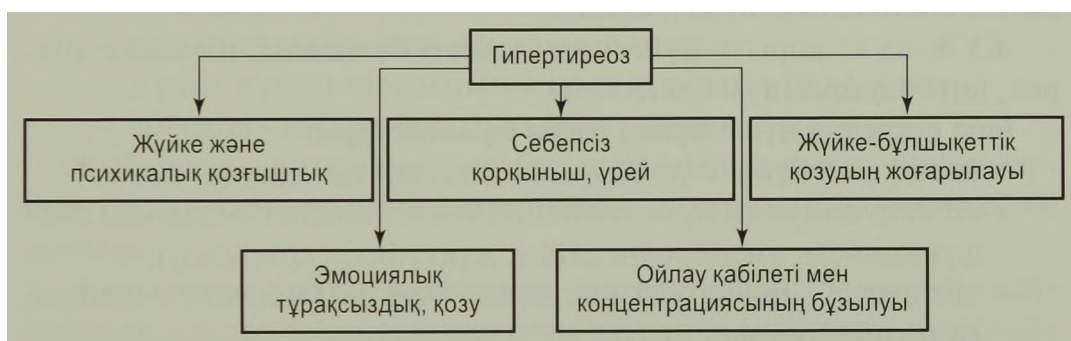 Гипертиреоз
Жүйке және
психикалық қозғыштық
Себепсіз
қорқыныш, үрей
Жүйке-бұлшықеттік
қозудың жоғарылауы
Эмоциялық
тұрақсыздық, қозу
Ойлау қабілеті мен
концентрациясының бұзылуы